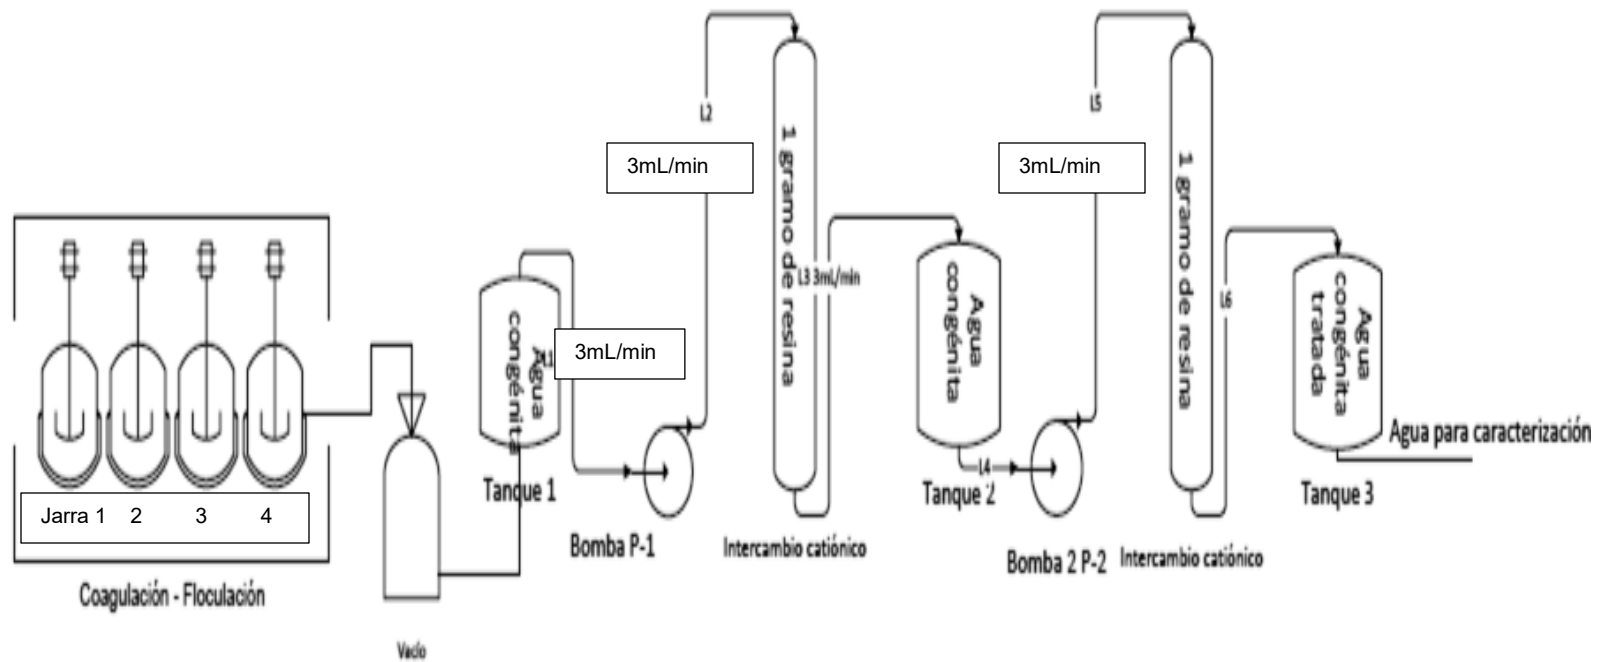 Jarra 1 2 3 4
Coagulación - Floculación
Vacío
Agua
congénita
Tanque 1
L1
3mL/min
Bomba P-1
L2
3mL/min
1 gramo de resina
Intercambio catiónico
L3 3mL/min
Agua
congénita
Tanque 2
L4
Bomba 2 P-2
L5
3mL/min
1 gramo de resina
Intercambio catiónico
L6
Agua
congénita
tratada
Tanque 3
Agua para caracterización